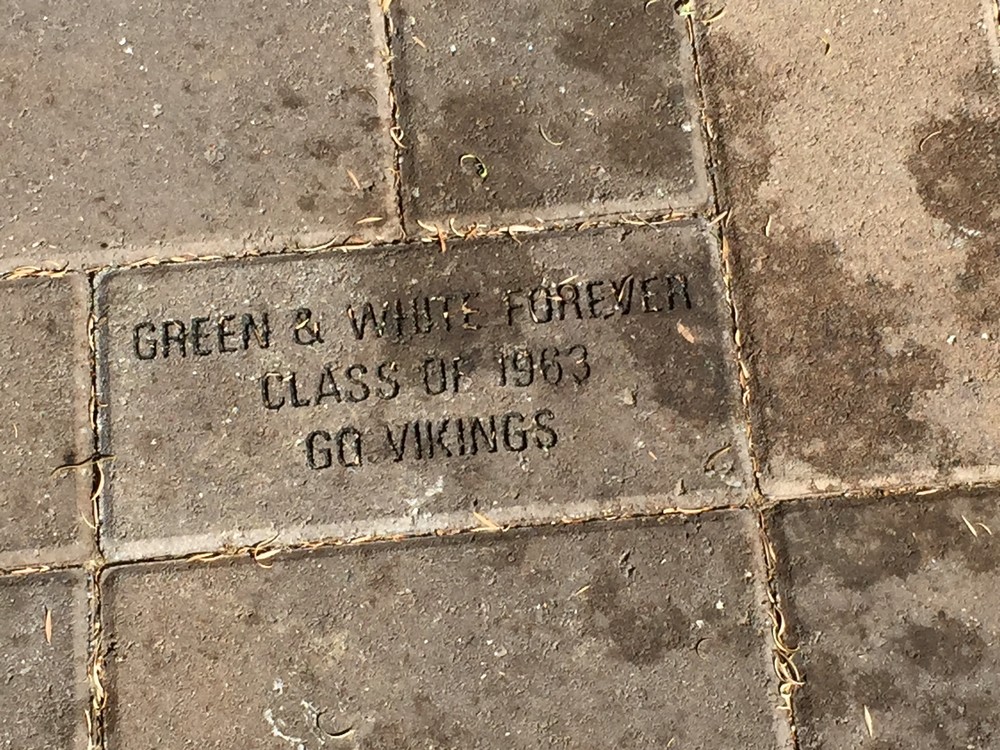 GREEN & WHITE FOREVER
CLASS OF 1963
GO VIKINGS